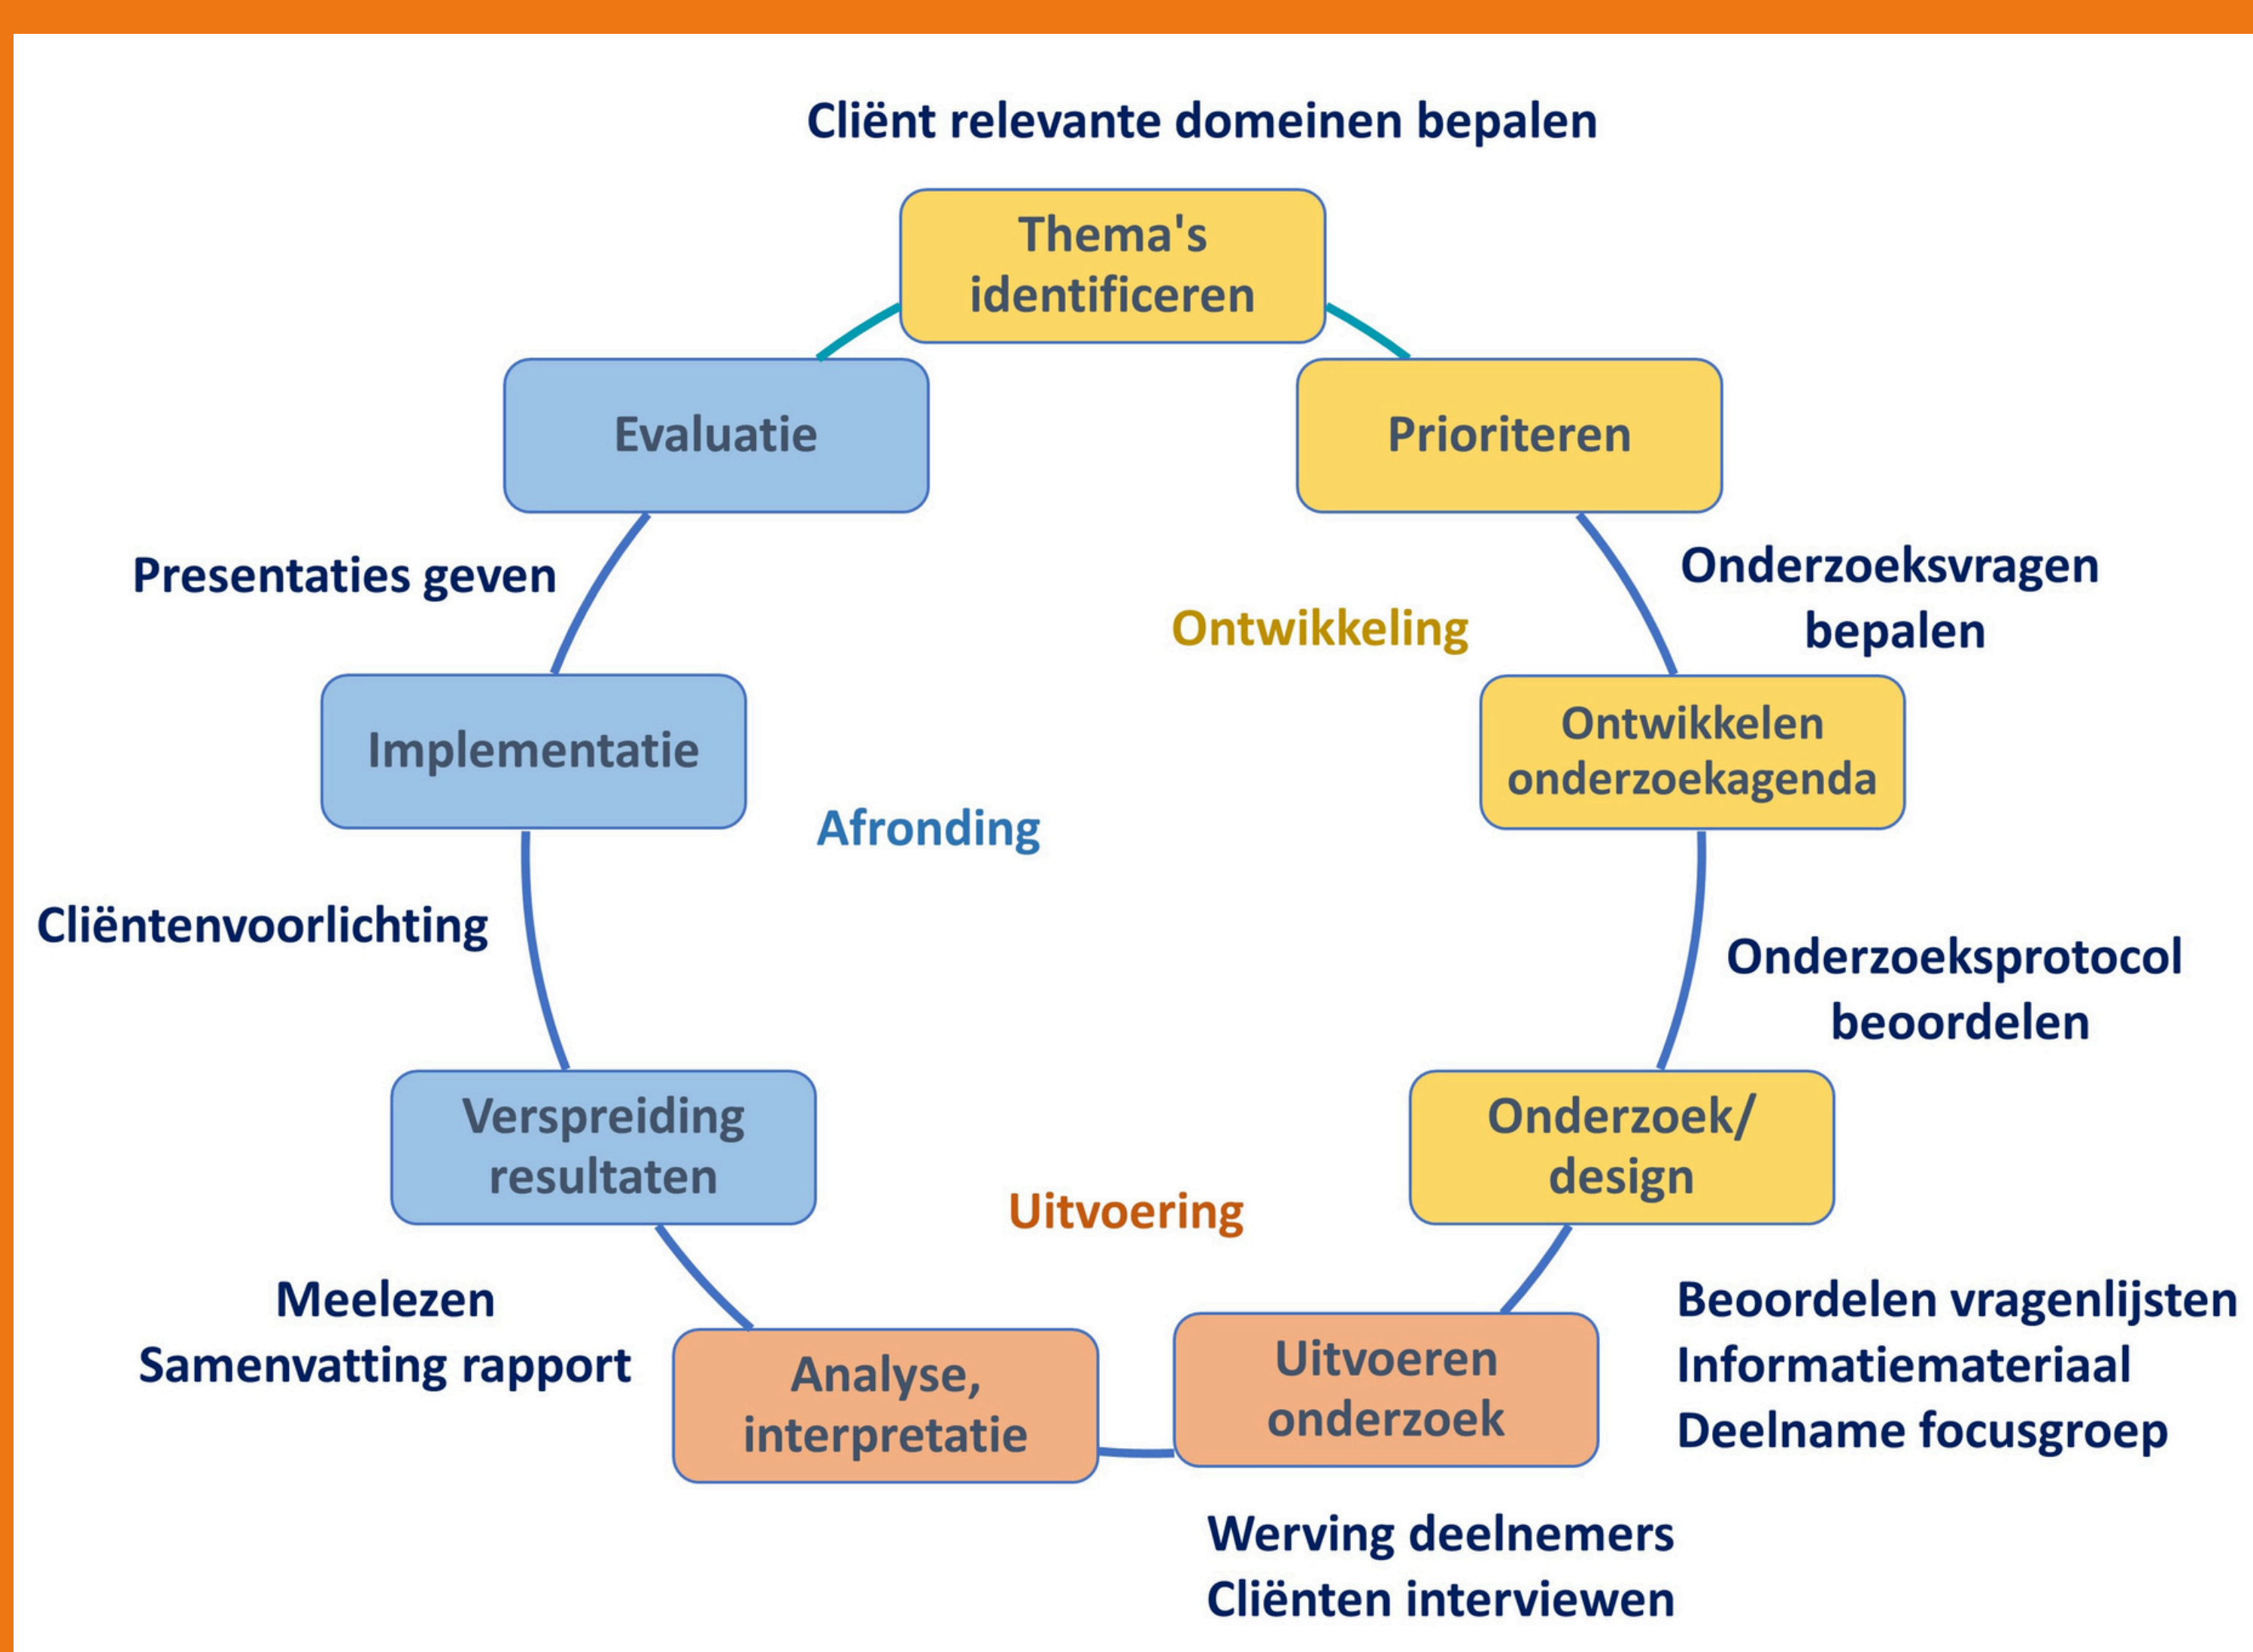 Cliënt relevante domeinen bepalen
Thema's
identificeren
Evaluatie
Prioriteren
Presentaties geven
Onderzoeksvragen
bepalen
Ontwikkeling
Implementatie
Ontwikkelen
onderzoekagenda
Afronding
Cliëntenvoorlichting
Onderzoeksprotocol
beoordelen
Verspreiding
resultaten
Onderzoek/
design
Uitvoering
Meelezen
Samenvatting rapport
Analyse,
interpretatie
Uitvoeren
onderzoek
Beoordelen vragenlijsten
Informatiemateriaal
Deelname focusgroep
Werving deelnemers
Cliënten interviewen